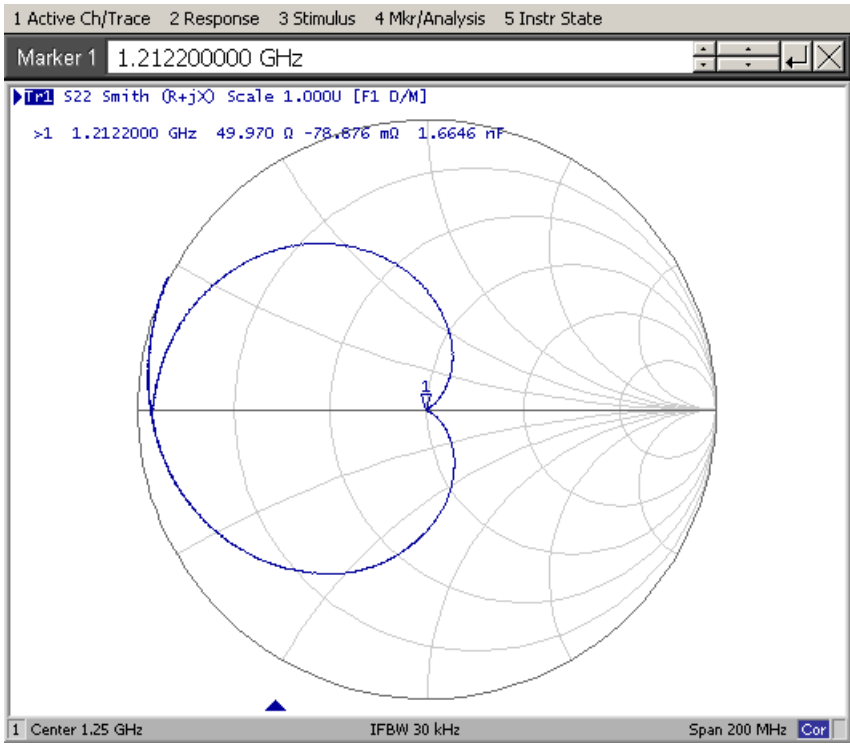 1 Active Ch/Trace 2 Response 3 Stimulus 4 Mkr/Analysis 5 Instr State
Marker 1 1.212200000 GHz
Tr1 S22 Smith (R+jX) Scale 1.000U [F1 D/M]
>1 1.2122000 GHz 49.970 Ω -78.876 mΩ 1.6646 nF
1
1 Center 1.25 GHz IFBW 30 kHz Span 200 MHz Cor